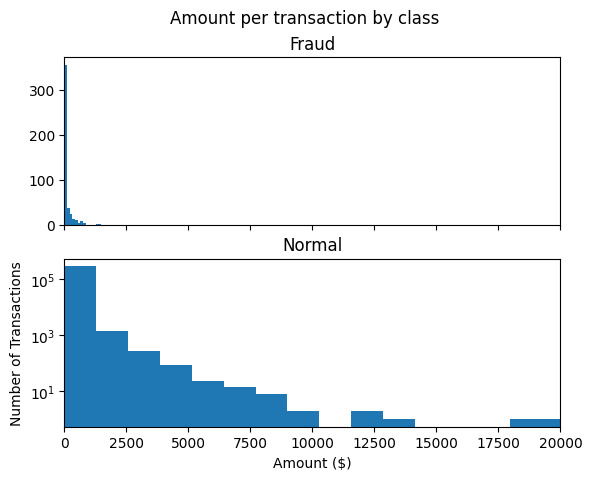 Amount per transaction by class
Fraud
300
200
100
0
Normal
Number of Transactions
10^5
10^3
10^1
0 2500 5000 7500 10000 12500 15000 17500 20000
Amount ($)